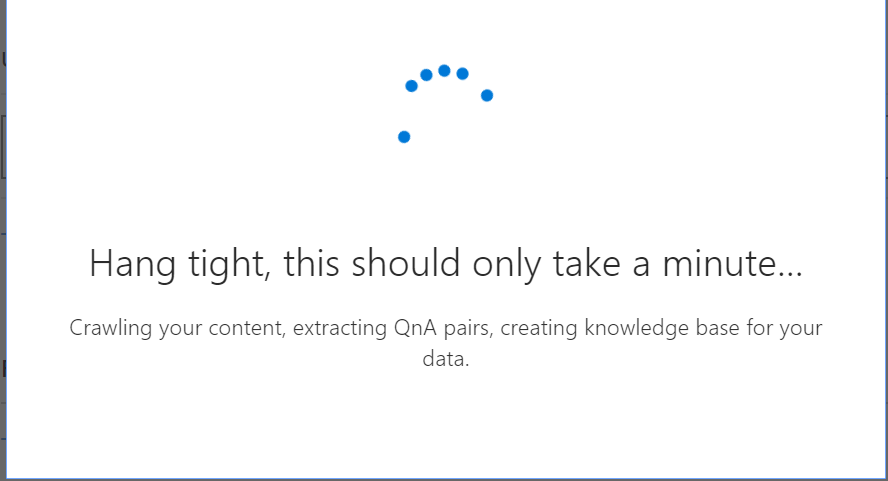 Hang tight, this should only take a minute...
Crawling your content, extracting QnA pairs, creating knowledge base for your
data.